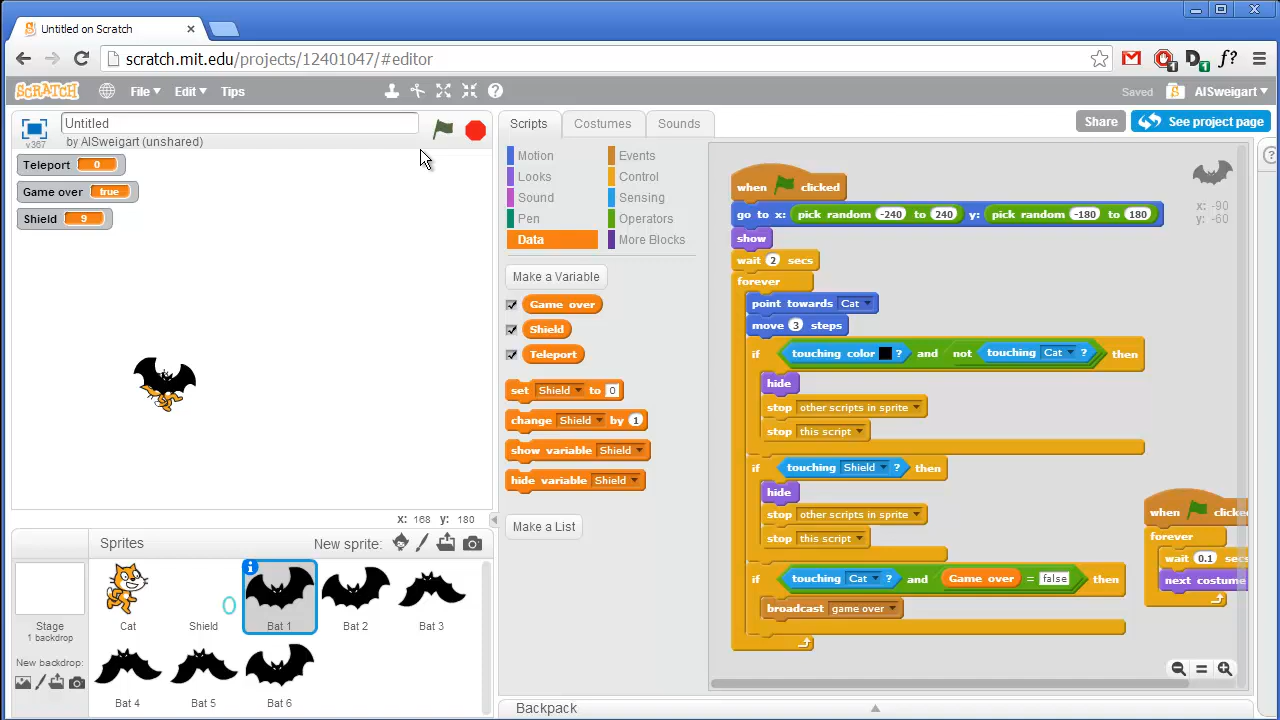 Untitled on Scratch
scratch.mit.edu/projects/12401047/#editor
1
D
1
f?
SCRATCH
File
Edit
Tips
Saved
S
AlSweigart
Untitled
by AlSweigart (unshared)
v367
Scripts
Costumes
Sounds
Share
See project page
Teleport 0
Game over true
Shield 9
Motion
Events
Looks
Control
Sound
Sensing
Pen
Operators
Data
More Blocks
Make a Variable
Game over
Shield
Teleport
set Shield to 0
change Shield by 1
show variable Shield
hide variable Shield
Make a List
when clicked
go to x: pick random -240 to 240 y: pick random -180 to 180
show
wait 2 secs
forever
point towards Cat
move 3 steps
if touching color ? and not touching Cat ? then
hide
stop other scripts in sprite
stop this script
if touching Shield ? then
hide
stop other scripts in sprite
stop this script
if touching Cat ? and Game over = false then
broadcast game over
when clicke
forever
wait 0.1 secs
next costume
x: -90
y: -60
?
x: 168 y: 180
Sprites
New sprite:
Stage
1 backdrop
New backdrop:
Cat
Shield
Bat 1
Bat 2
Bat 3
Bat 4
Bat 5
Bat 6
Backpack